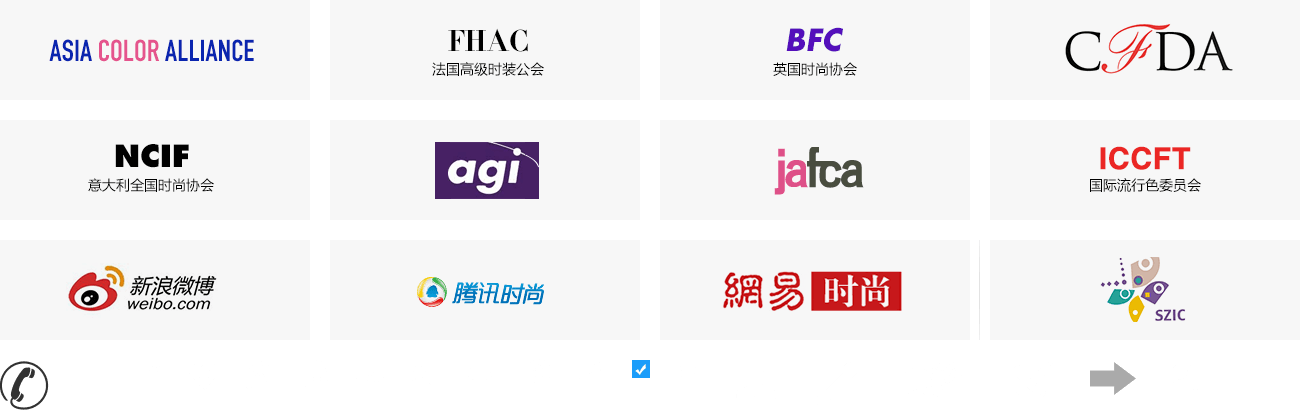 ASIA COLOR ALLIANCE
FHAC
法国高级时装公会
BFC
英国时尚协会
CFDA
NCIF
意大利全国时尚协会
agi
jafca
ICCFT
国际流行色委员会
新浪微博
weibo.com
腾讯时尚
網易时尚
SZIC